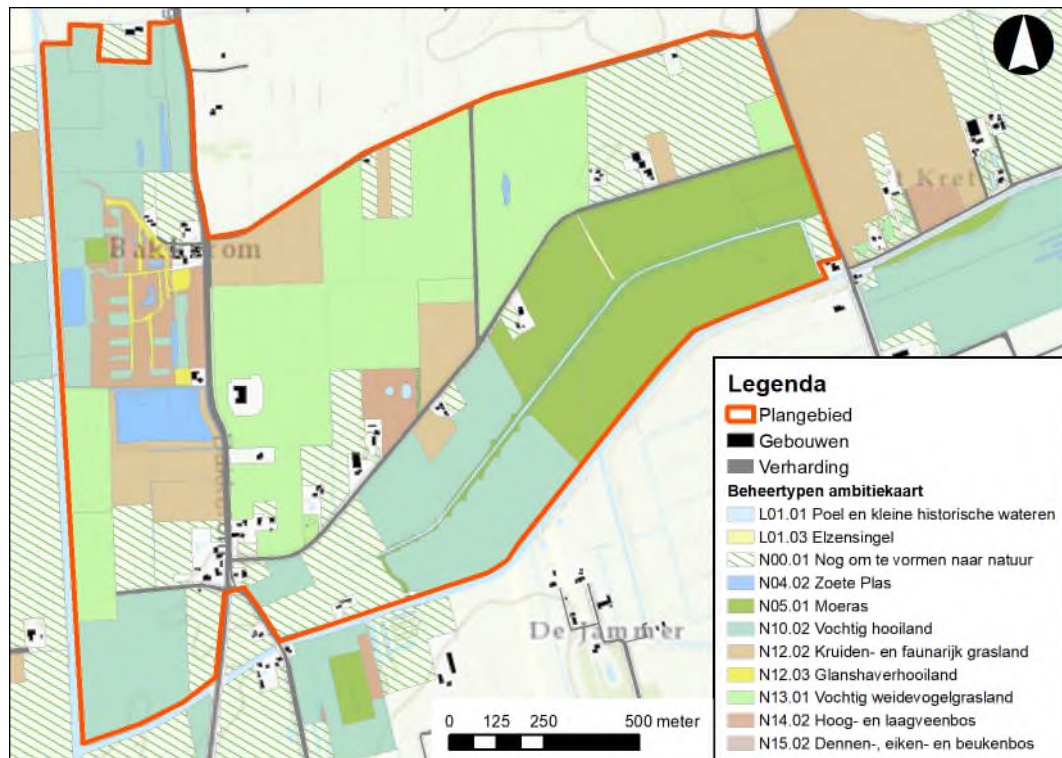 De Jammer
Legenda
Plangebied
Gebouwen
Verharding
Beheertypen ambitiekaart
L01.01 Poel en kleine historische wateren
L01.03 Elzensingel
N00.01 Nog om te vormen naar natuur
N04.02 Zoete Plas
N05.01 Moeras
N10.02 Vochtig hooiland
N12.02 Kruiden- en faunarijk grasland
N12.03 Glanshaverhooiland
N13.01 Vochtig weidevogelgrasland
N14.02 Hoog- en laagveenbos
N15.02 Dennen-, eiken- en beukenbos
0 125 250 500 meter